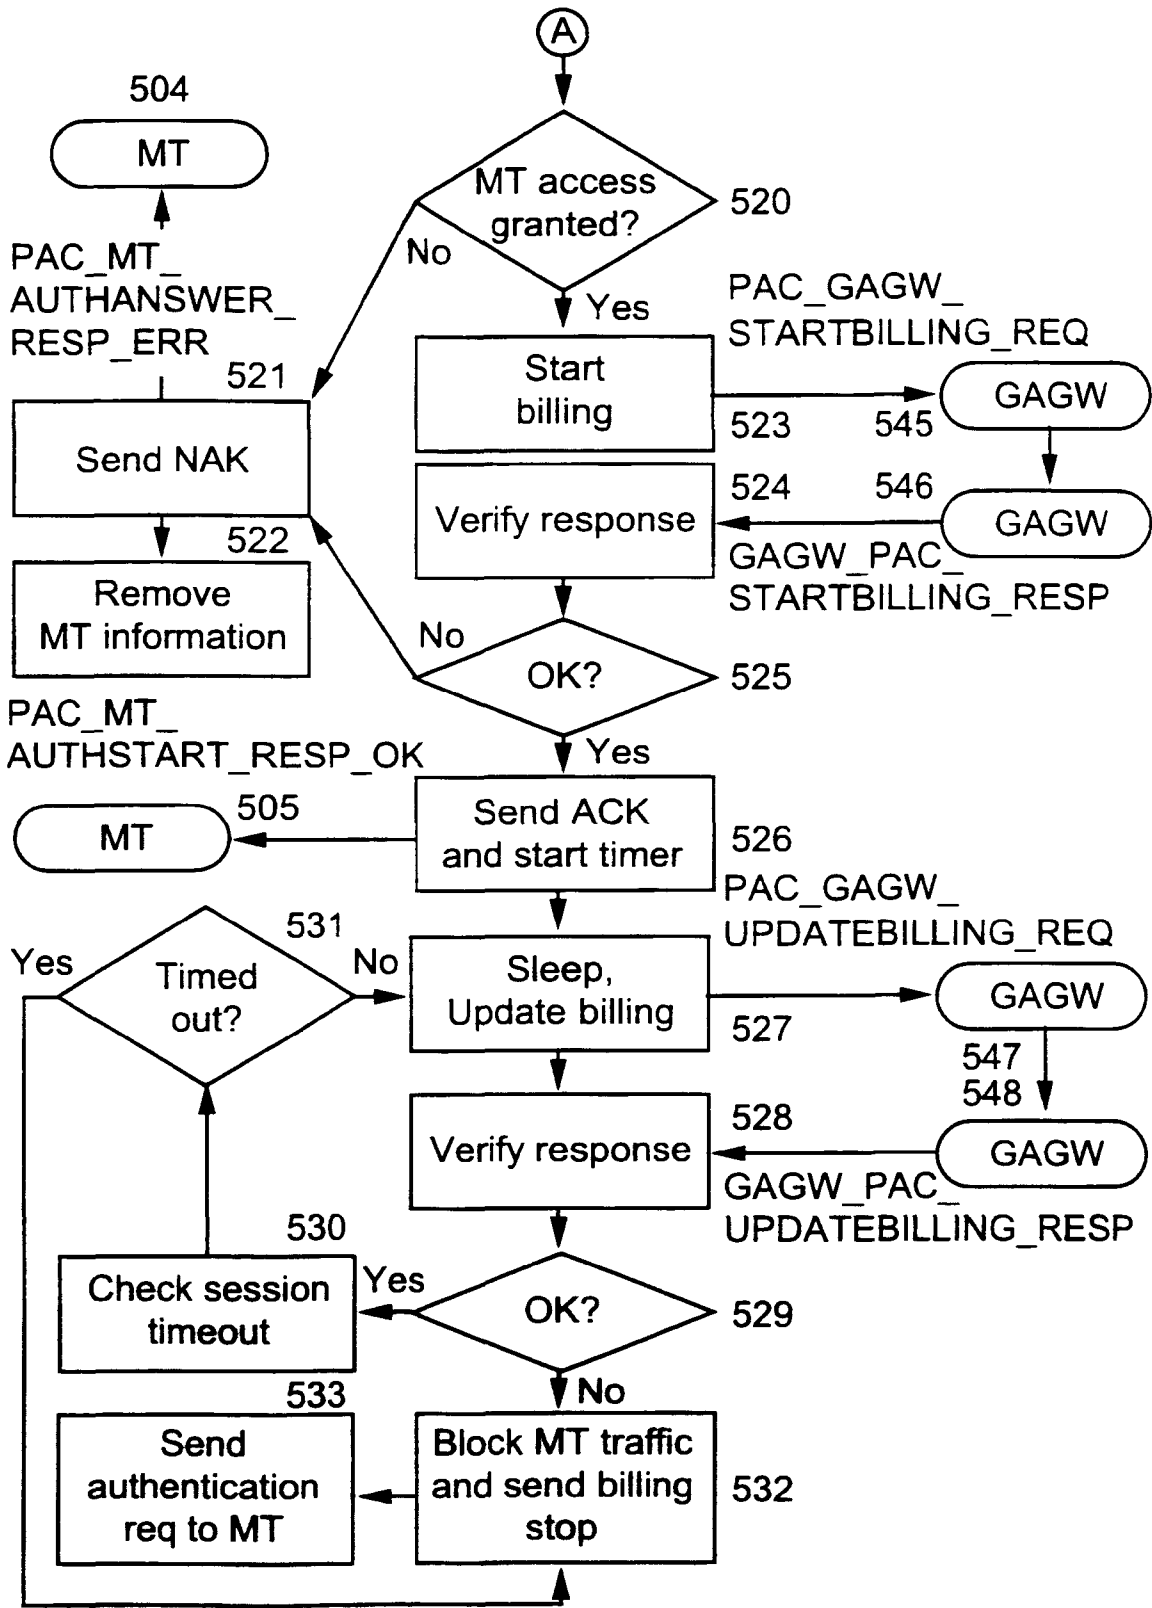 A
504
MT
MT access
granted?
520
No
PAC_MT_
AUTHANSWER_
RESP_ERR
Yes
PAC_GAGW_
STARTBILLING_REQ
521
Start
billing
GAGW
523
545
Send NAK
524
546
Verify response
GAGW
522
GAGW_PAC_
STARTBILLING_RESP
Remove
MT information
No
OK?
525
PAC_MT_
AUTHSTART_RESP_OK
Yes
505
MT
Send ACK
and start timer
526
PAC_GAGW_
UPDATEBILLING_REQ
531
Yes
No
Timed
out?
Sleep,
Update billing
GAGW
527
547
548
528
Verify response
GAGW
GAGW_PAC_
UPDATEBILLING_RESP
530
Check session
timeout
Yes
OK?
529
533
No
Send
authentication
req to MT
Block MT traffic
and send billing
stop
532